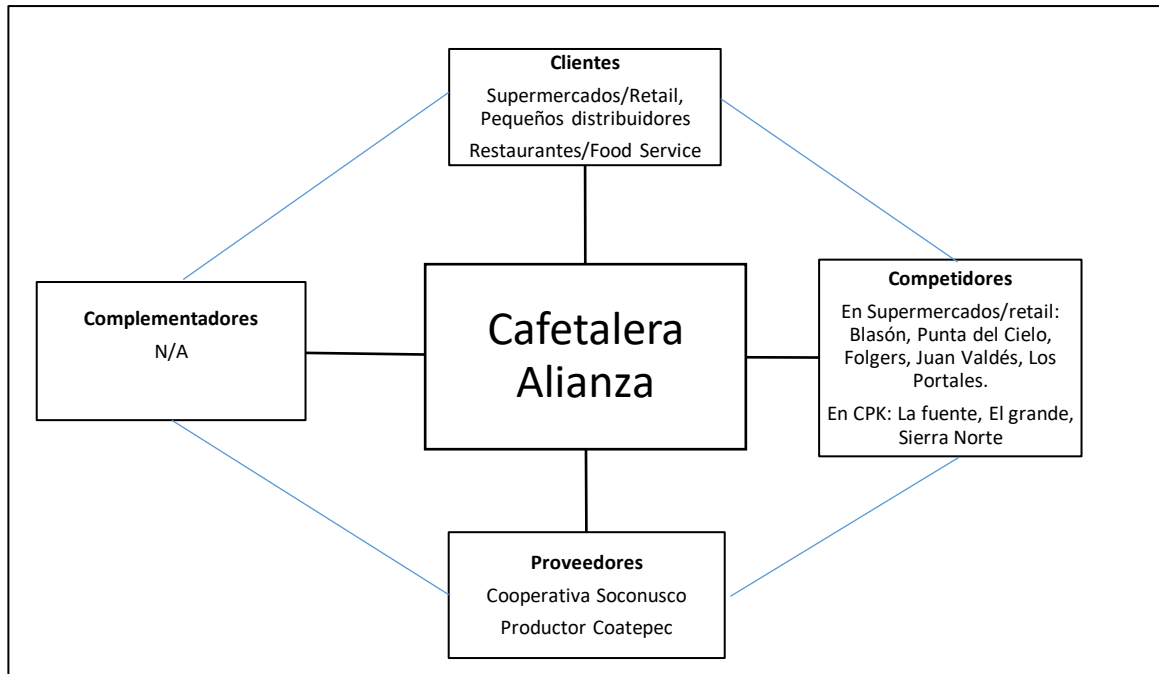 Clientes
Supermercados/Retail,
Pequeños distribuidores
Restaurantes/Food Service
Complementadores
N/A
Cafetalera
Alianza
Competidores
En Supermercados/retail:
Blasón, Punta del Cielo,
Folgers, Juan Valdés, Los
Portales.
En CPK: La fuente, El grande,
Sierra Norte
Proveedores
Cooperativa Soconusco
Productor Coatepec